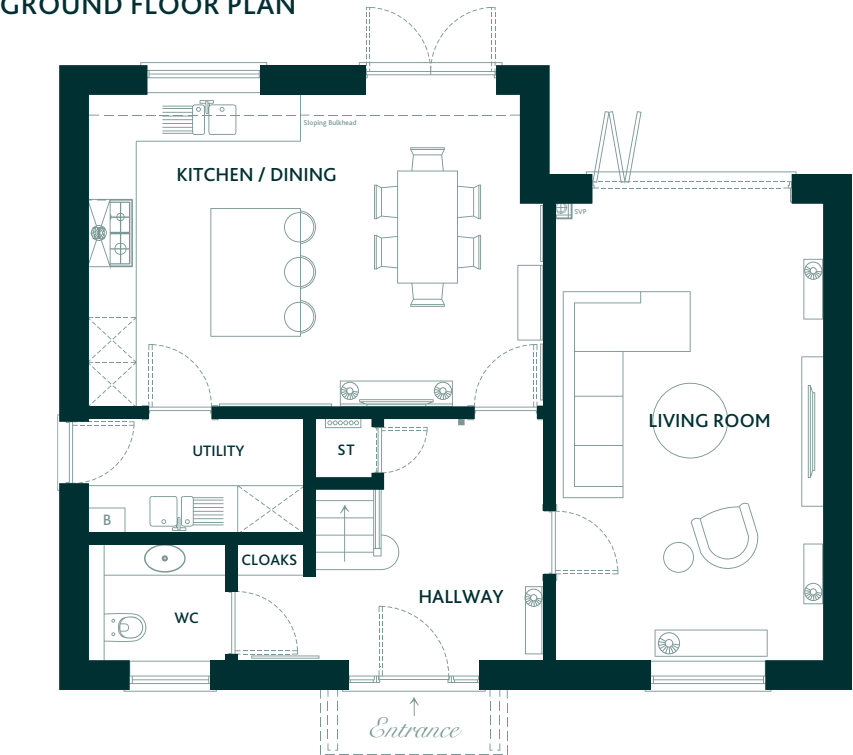 GROUND FLOOR PLAN
Sloping Bulkhead
KITCHEN / DINING
SVP
LIVING ROOM
UTILITY
ST
B
CLOAKS
HALLWAY
WC
Entrance